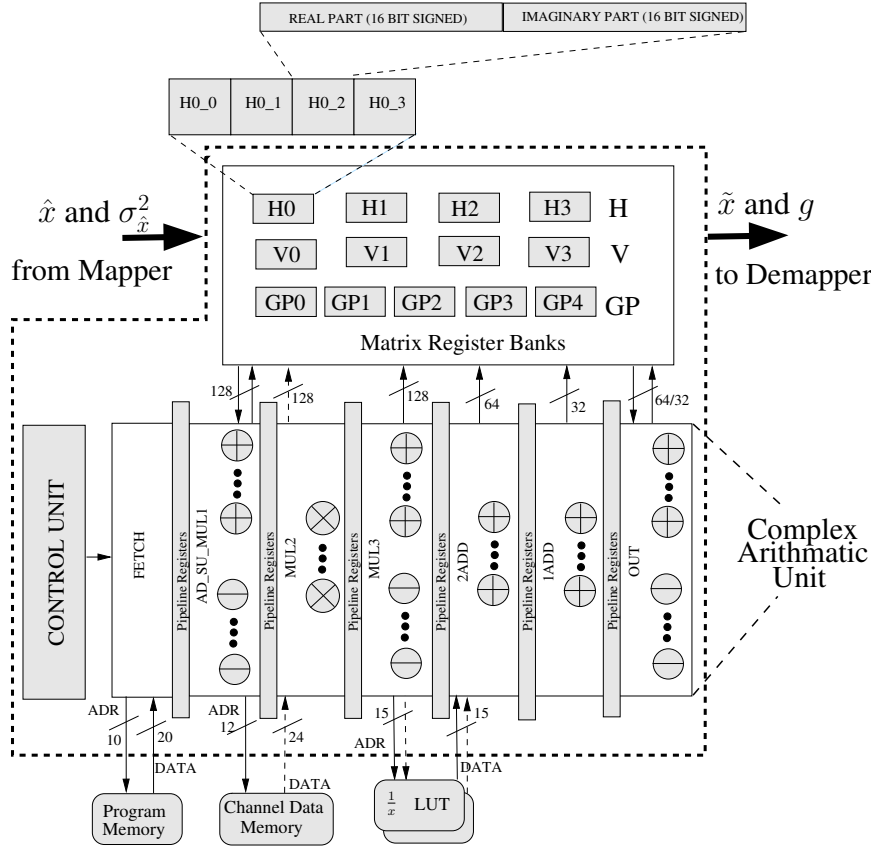 REAL PART (16 BIT SIGNED) IMAGINARY PART (16 BIT SIGNED)
H0_0 H0_1 H0_2 H0_3
x̂ and σ²_x̂
from Mapper
H0 H1 H2 H3 H
V0 V1 V2 V3 V
GP0 GP1 GP2 GP3 GP4 GP
Matrix Register Banks
x̃ and g
to Demapper
128 128 128 64 32 64/32
CONTROL UNIT
FETCH
Pipeline Registers
AD_SU_MUL1
Pipeline Registers
MUL2
Pipeline Registers
MUL3
Pipeline Registers
2ADD
Pipeline Registers
1ADD
Pipeline Registers
OUT
Complex
Arithmatic
Unit
ADR
10
20
DATA
ADR
12
24
DATA
15
ADR
15
DATA
Program
Memory
Channel Data
Memory
1/x LUT